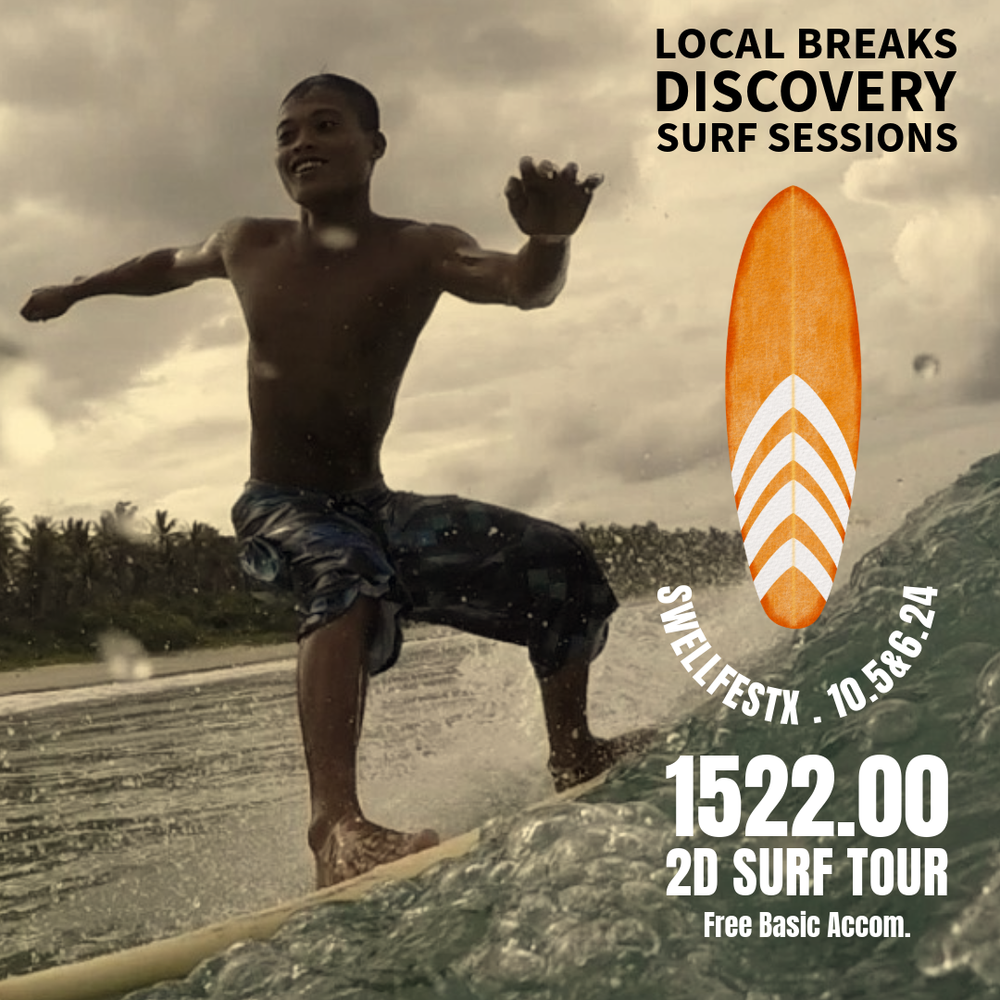 LOCAL BREAKS
DISCOVERY
SURF SESSIONS
SWELLFESTX . 10.5&6.24
1522.00
2D SURF TOUR
Free Basic Accom.